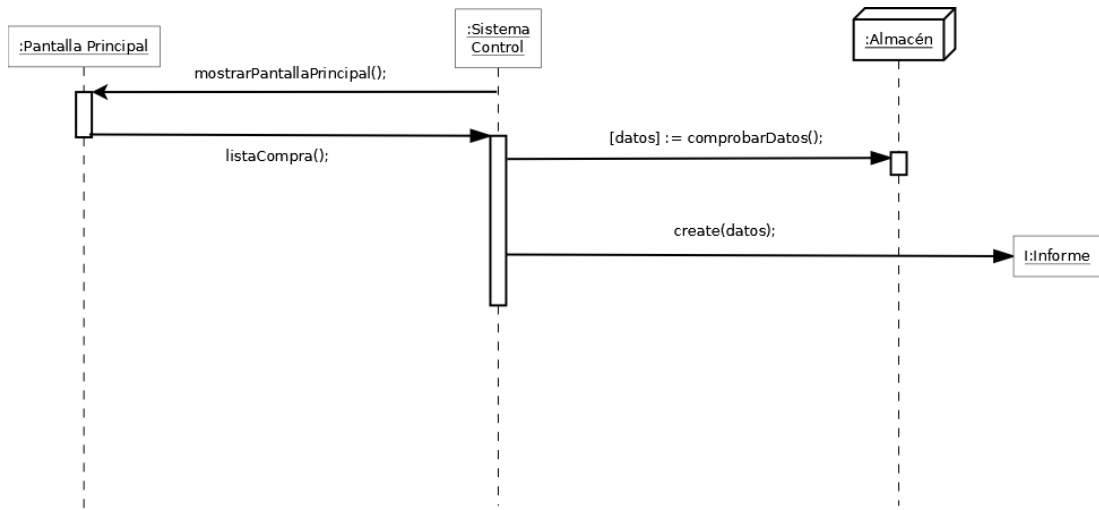 :Pantalla Principal
:Sistema
Control
:Almacén
mostrarPantallaPrincipal();
listaCompra();
[datos] := comprobarDatos();
create(datos);
I:Informe